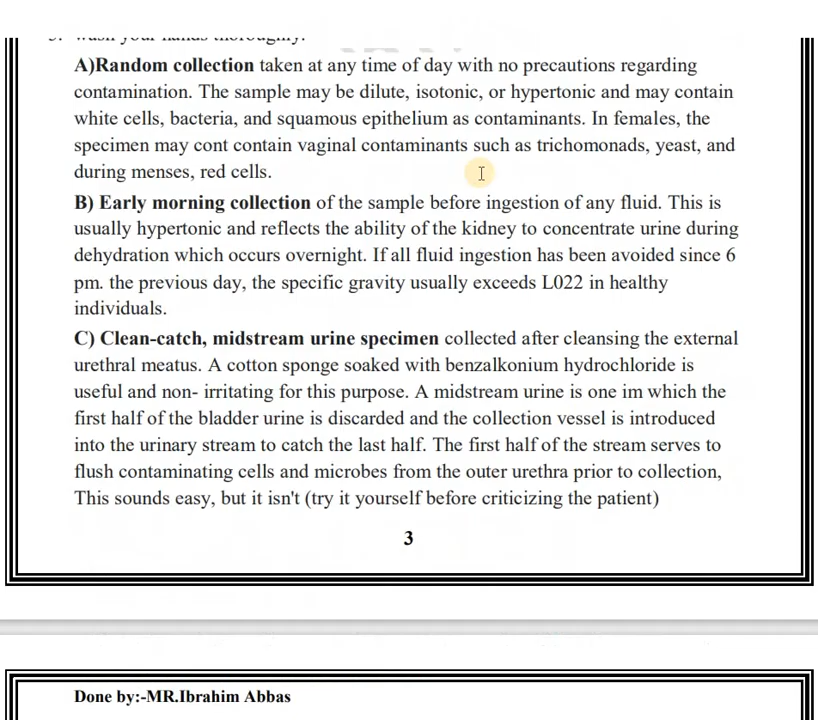 A)Random collection taken at any time of day with no precautions regarding
contamination. The sample may be dilute, isotonic, or hypertonic and may contain
white cells, bacteria, and squamous epithelium as contaminants. In females, the
specimen may cont contain vaginal contaminants such as trichomonads, yeast, and
during menses, red cells.
B) Early morning collection of the sample before ingestion of any fluid. This is
usually hypertonic and reflects the ability of the kidney to concentrate urine during
dehydration which occurs overnight. If all fluid ingestion has been avoided since 6
pm. the previous day, the specific gravity usually exceeds L022 in healthy
individuals.
C) Clean-catch, midstream urine specimen collected after cleansing the external
urethral meatus. A cotton sponge soaked with benzalkonium hydrochloride is
useful and non- irritating for this purpose. A midstream urine is one im which the
first half of the bladder urine is discarded and the collection vessel is introduced
into the urinary stream to catch the last half. The first half of the stream serves to
flush contaminating cells and microbes from the outer urethra prior to collection,
This sounds easy, but it isn't (try it yourself before criticizing the patient)
3
Done by:-MR.Ibrahim Abbas